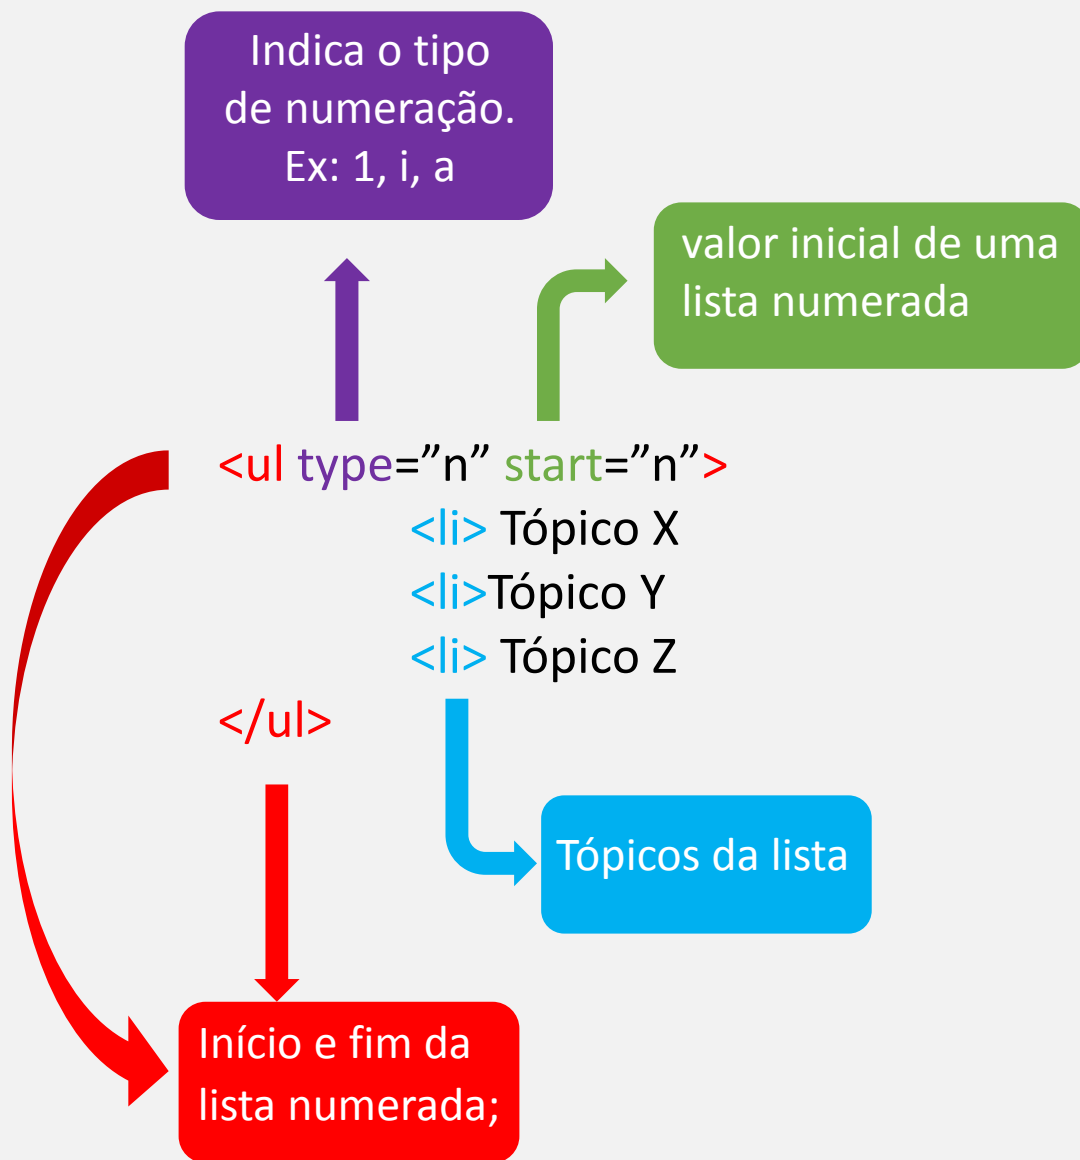 Indica o tipo
de numeração.
Ex: 1, i, a
valor inicial de uma
lista numerada
<ul type=”n” start=”n”>
<li> Tópico X
<li>Tópico Y
<li> Tópico Z
</ul>
Tópicos da lista
Início e fim da
lista numerada;